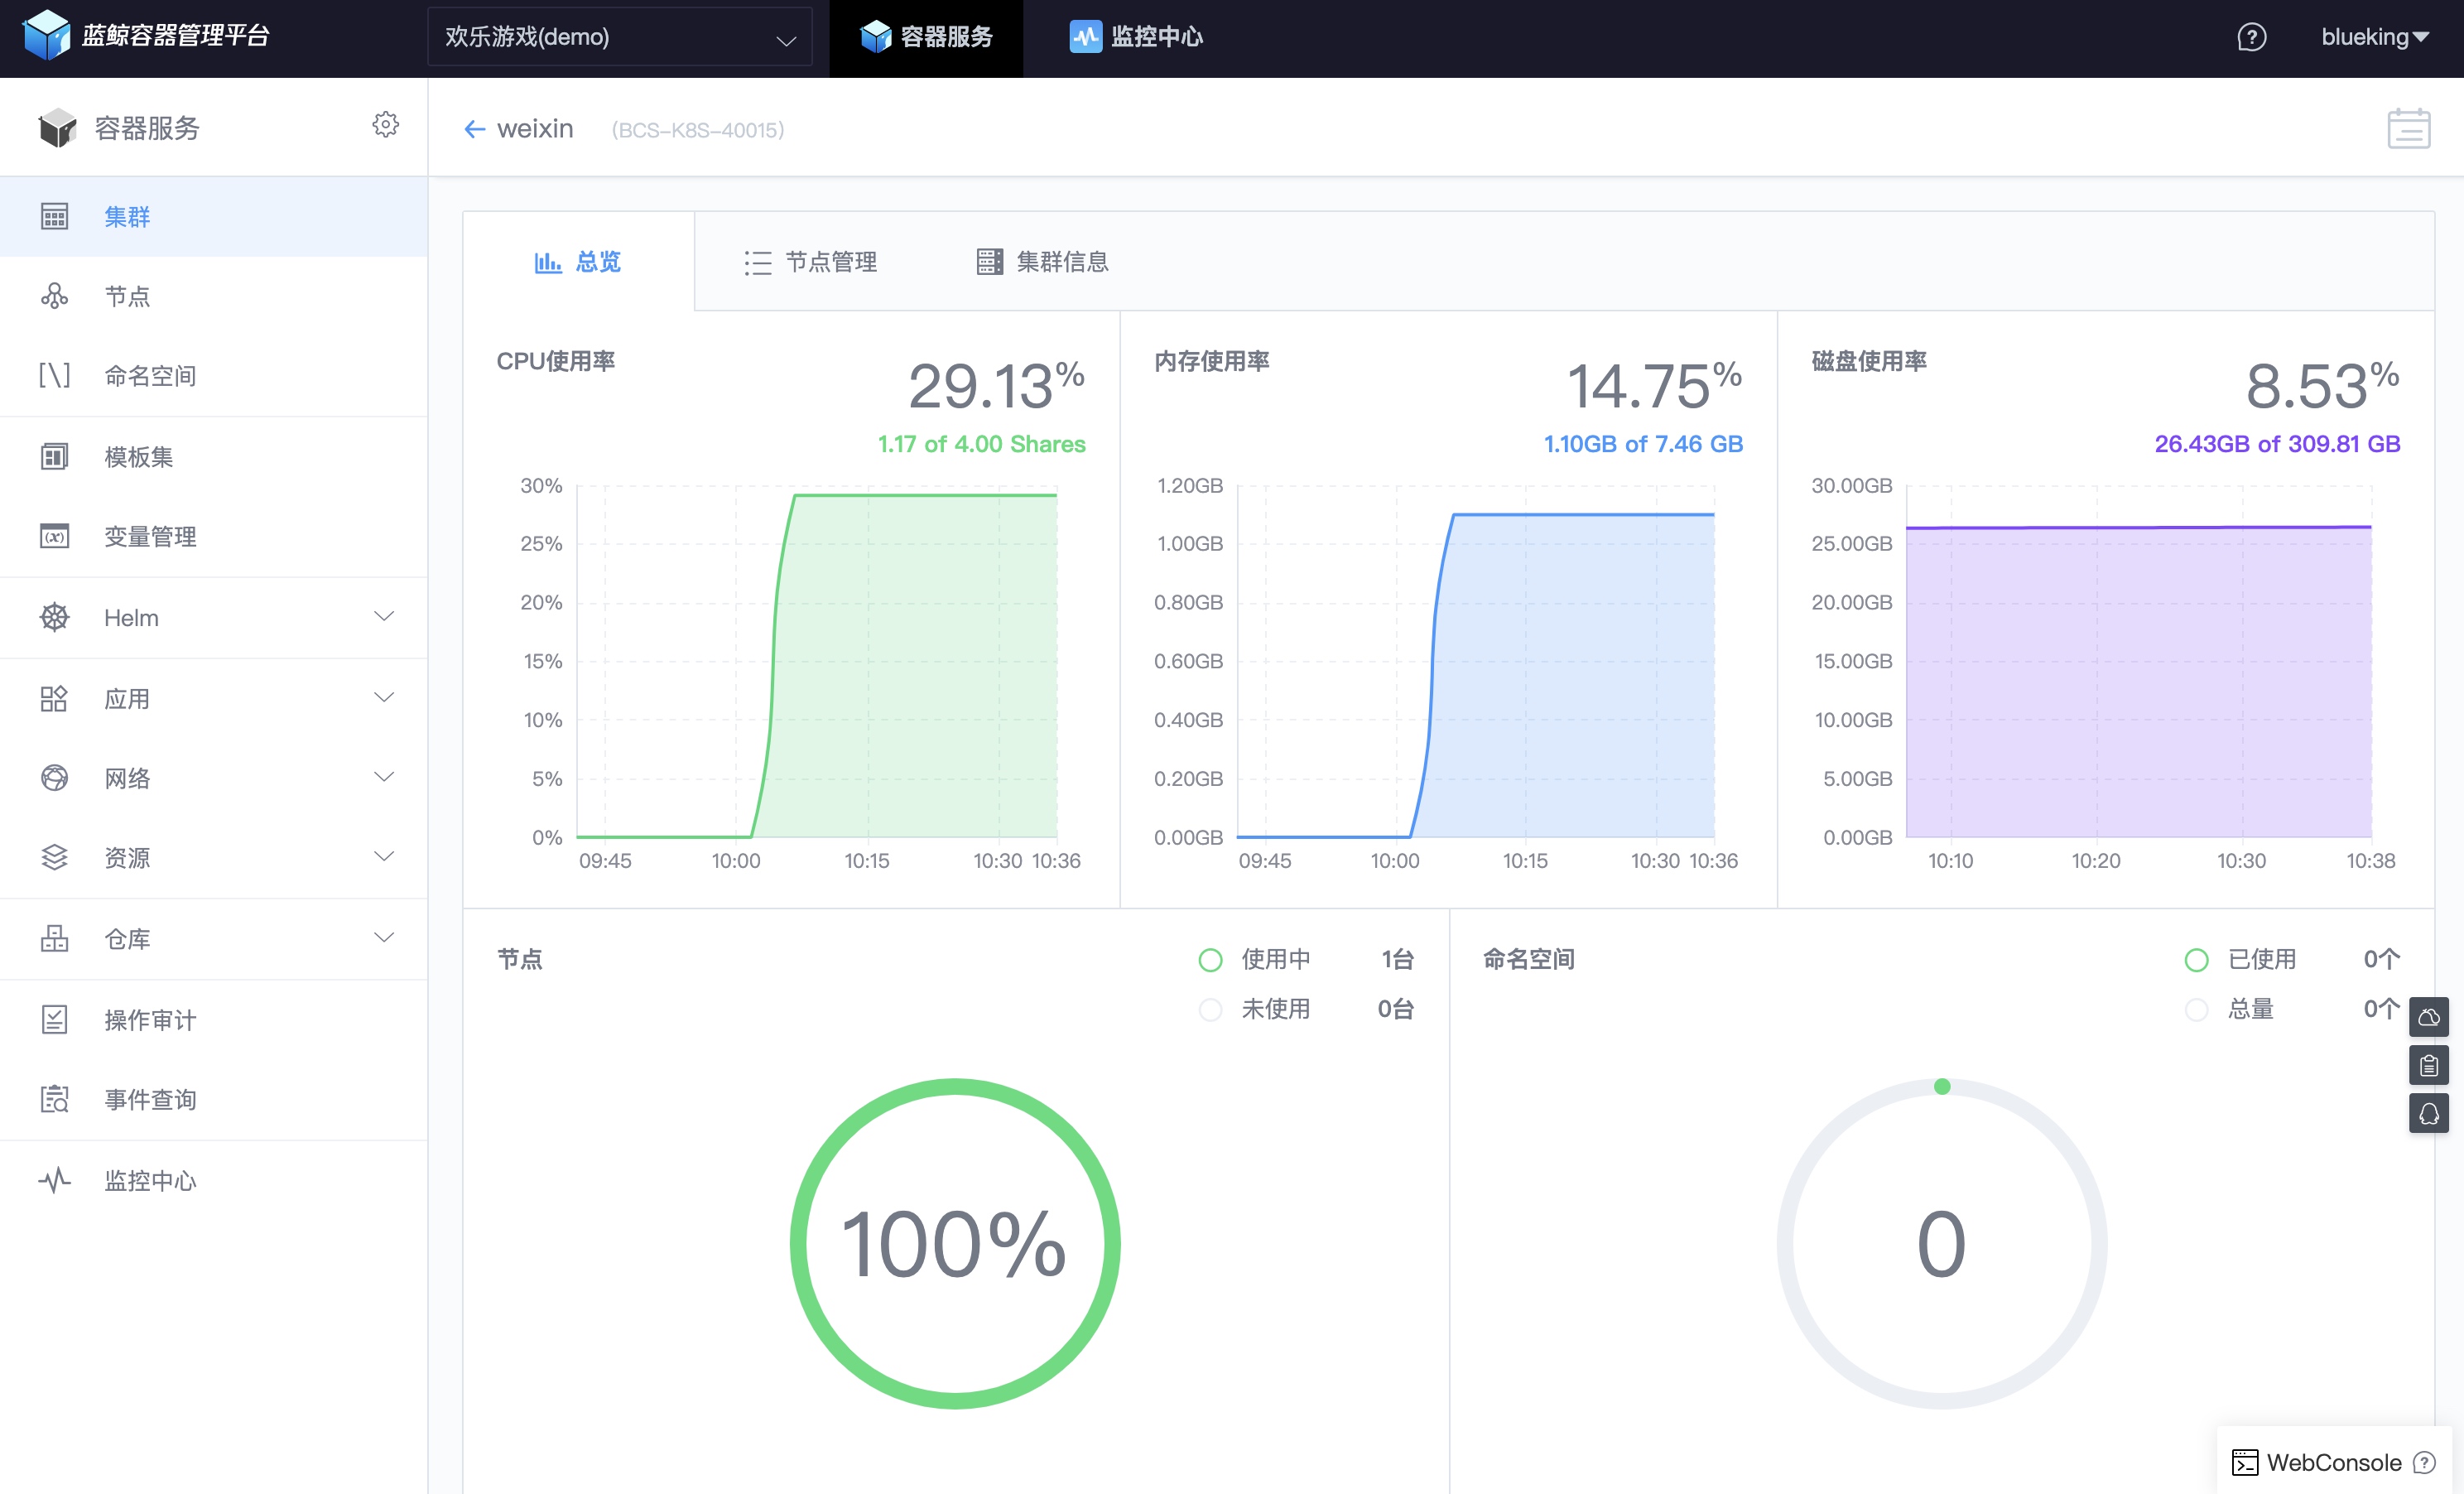 蓝鲸容器管理平台
欢乐游戏(demo)
容器服务
监控中心
blueking
容器服务
集群
节点
[\] 命名空间
模板集
(x) 变量管理
Helm
应用
网络
资源
仓库
操作审计
事件查询
监控中心
weixin (BCS-K8S-40015)
总览
节点管理
集群信息
CPU使用率
29.13%
1.17 of 4.00 Shares
30%
25%
20%
15%
10%
5%
0%
09:45 10:00 10:15 10:30 10:36
内存使用率
14.75%
1.10GB of 7.46 GB
1.20GB
1.00GB
0.80GB
0.60GB
0.40GB
0.20GB
0.00GB
09:45 10:00 10:15 10:30 10:36
磁盘使用率
8.53%
26.43GB of 309.81 GB
30.00GB
25.00GB
20.00GB
15.00GB
10.00GB
5.00GB
0.00GB
10:10 10:20 10:30 10:38
节点
使用中 1台
未使用 0台
100%
命名空间
已使用 0个
总量 0个
0
WebConsole ?